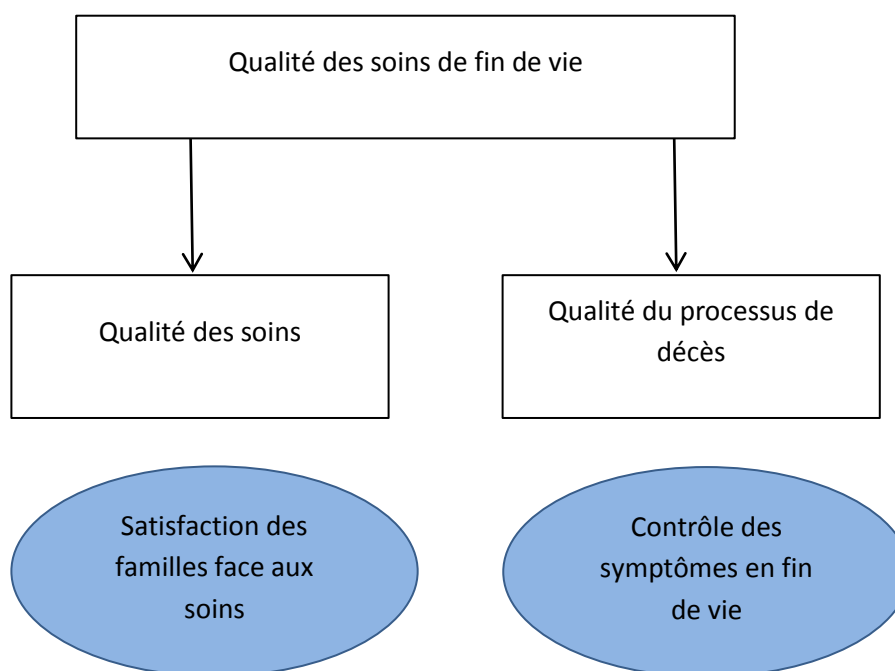 Qualité des soins de fin de vie
Qualité des soins
Qualité du processus de
décès
Satisfaction des
familles face aux
soins
Contrôle des
symptômes en fin
de vie